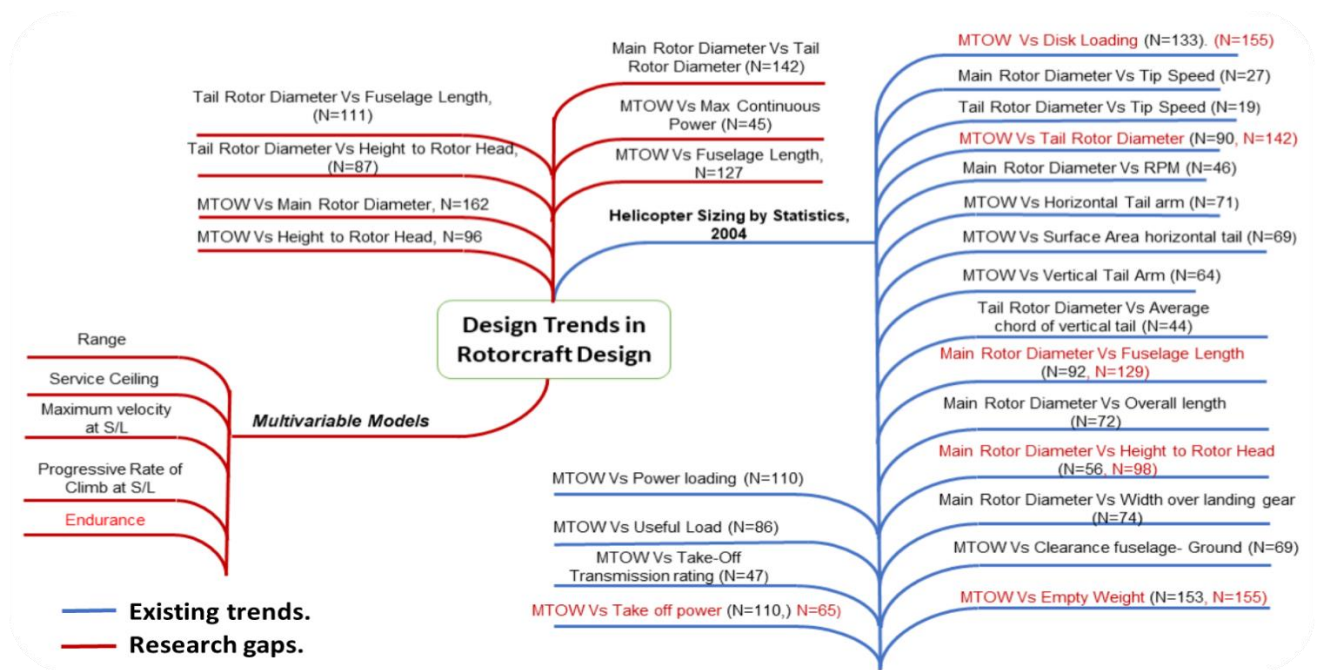 Main Rotor Diameter Vs Tail
Rotor Diameter (N=142)
Tail Rotor Diameter Vs Fuselage Length,
(N=111)
MTOW Vs Max Continuous
Power (N=45)
Tail Rotor Diameter Vs Height to Rotor Head,
(N=87)
MTOW Vs Fuselage Length,
N=127
MTOW Vs Main Rotor Diameter, N=162
MTOW Vs Height to Rotor Head, N=96
Helicopter Sizing by Statistics,
2004
MTOW Vs Disk Loading (N=133). (N=155)
Main Rotor Diameter Vs Tip Speed (N=27)
Tail Rotor Diameter Vs Tip Speed (N=19)
MTOW Vs Tail Rotor Diameter (N=90, N=142)
Main Rotor Diameter Vs RPM (N=46)
MTOW Vs Horizontal Tail arm (N=71)
MTOW Vs Surface Area horizontal tail (N=69)
MTOW Vs Vertical Tail Arm (N=64)
Tail Rotor Diameter Vs Average
chord of vertical tail (N=44)
Main Rotor Diameter Vs Fuselage Length
(N=92, N=129)
Main Rotor Diameter Vs Overall length
(N=72)
Main Rotor Diameter Vs Height to Rotor Head
(N=56, N=98)
Main Rotor Diameter Vs Width over landing gear
(N=74)
MTOW Vs Clearance fuselage- Ground (N=69)
MTOW Vs Empty Weight (N=153, N=155)
MTOW Vs Power loading (N=110)
MTOW Vs Useful Load (N=86)
MTOW Vs Take-Off
Transmission rating (N=47)
MTOW Vs Take off power (N=110,) N=65)
Design Trends in
Rotorcraft Design
Multivariable Models
Range
Service Ceiling
Maximum velocity
at S/L
Progressive Rate of
Climb at S/L
Endurance
Existing trends.
Research gaps.